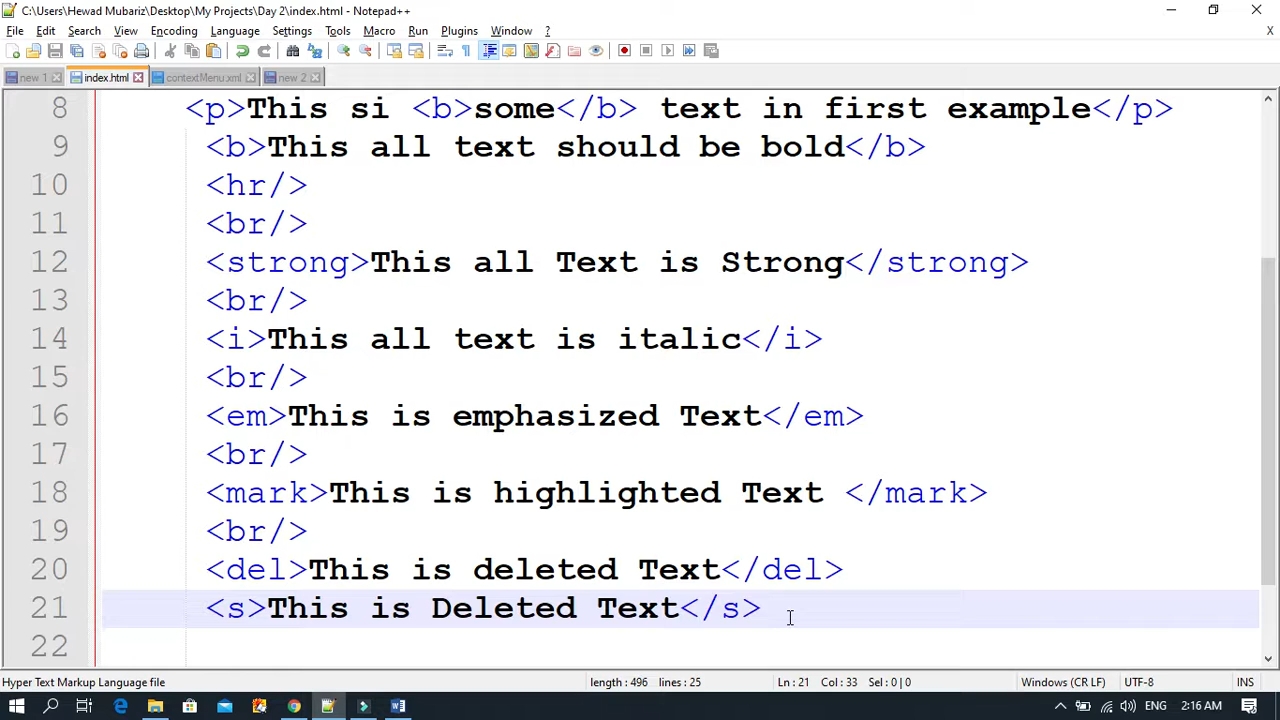 C:\Users\Hewad Mubariz\Desktop\My Projects\Day 2\index.html - Notepad++
File Edit Search View Encoding Language Settings Tools Macro Run Plugins Window ?
new 1 index.html contextMenu.xml new 2
8 <p>This si <b>some</b> text in first example</p>
9 <b>This all text should be bold</b>
10 <hr/>
11 <br/>
12 <strong>This all Text is Strong</strong>
13 <br/>
14 <i>This all text is italic</i>
15 <br/>
16 <em>This is emphasized Text</em>
17 <br/>
18 <mark>This is highlighted Text </mark>
19 <br/>
20 <del>This is deleted Text</del>
21 <s>This is Deleted Text</s>
22
Hyper Text Markup Language file length : 496 lines : 25 Ln : 21 Col : 33 Sel : 0 | 0 Windows (CR LF) UTF-8 INS
ENG 2:16 AM